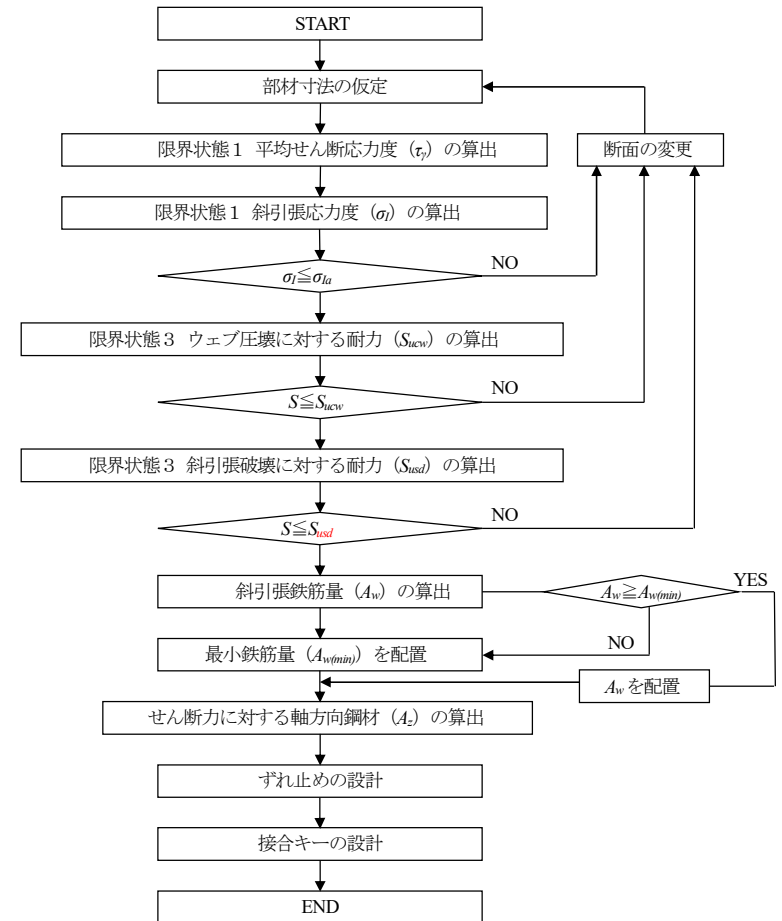 START
部材寸法の仮定
限界状態1 平均せん断応力度（τγ）の算出
断面の変更
限界状態1 斜引張応力度（σI）の算出
σI≦σIa
NO
限界状態3 ウェブ圧壊に対する耐力（Sucw）の算出
S≦Sucw
NO
限界状態3 斜引張破壊に対する耐力（Susd）の算出
S≦Susd
NO
斜引張鉄筋量（Aw）の算出
Aw≧Aw(min)
YES
NO
最小鉄筋量（Aw(min)）を配置
Awを配置
せん断力に対する軸方向鋼材（Az）の算出
ずれ止めの設計
接合キーの設計
END